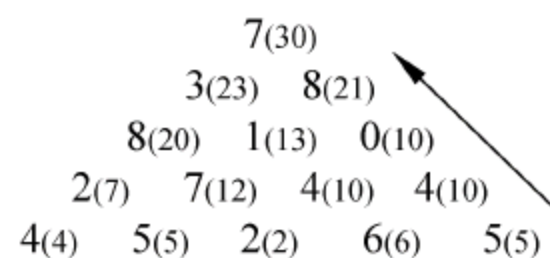 7(30)
3(23) 8(21)
8(20) 1(13) 0(10)
2(7) 7(12) 4(10) 4(10)
4(4) 5(5) 2(2) 6(6) 5(5)